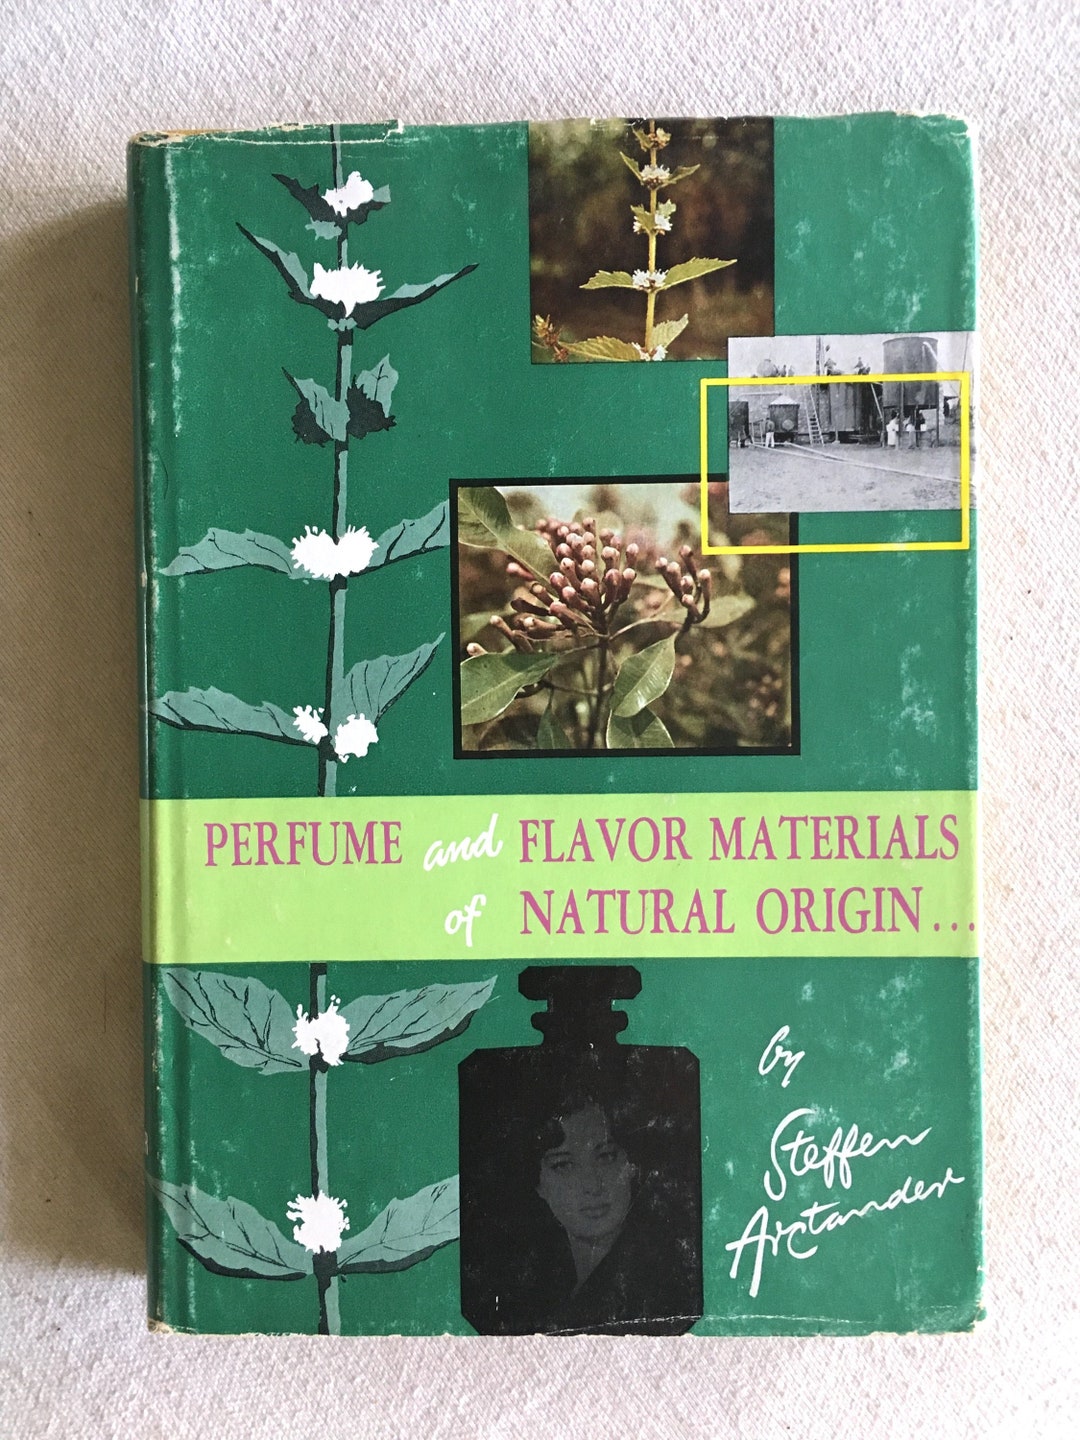 PERFUME and FLAVOR MATERIALS
of NATURAL ORIGIN...
by
Steffen
Arctander